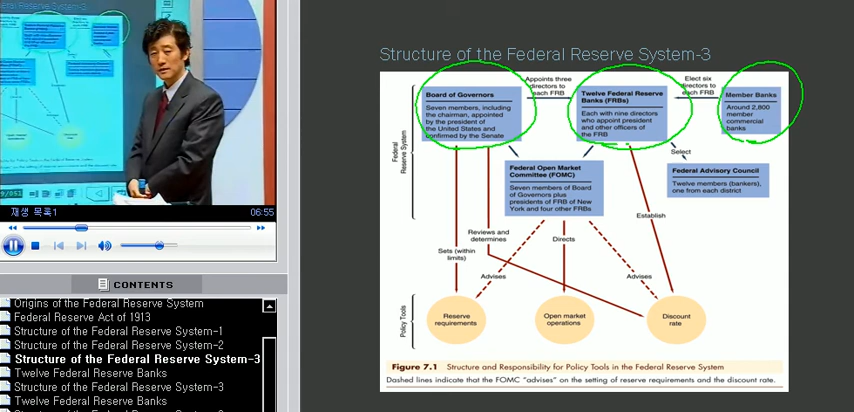 재생 목록1
06:55
CONTENTS
Origins of the Federal Reserve System
Federal Reserve Act of 1913
Structure of the Federal Reserve System-1
Structure of the Federal Reserve System-2
Structure of the Federal Reserve System-3
Twelve Federal Reserve Banks
Structure of the Federal Reserve System-3
Twelve Federal Reserve Banks
Structure of the Federal Reserve System-3
Federal
Reserve System
Board of Governors
Seven members, including
the chairman, appointed
by the president of
the United States and
confirmed by the Senate
Appoints three
directors to
each FRB
Twelve Federal Reserve
Banks (FRBs)
Each with nine directors
who appoint president
and other officers of
the FRB
Elect six
directors to
each FRB
Member Banks
Around 2,800
member
commercial
banks
Select
Federal Open Market
Committee (FOMC)
Seven members of Board
of Governors plus
presidents of FRB of New
York and four other FRBs
Federal Advisory Council
Twelve members (bankers),
one from each district
Establish
Reviews and
determines
Sets (within
limits)
Directs
Advises
Advises
Policy Tools
Reserve
requirements
Open market
operations
Discount
rate
Figure 7.1 Structure and Responsibility for Policy Tools in the Federal Reserve System
Dashed lines indicate that the FOMC "advises" on the setting of reserve requirements and the discount rate.